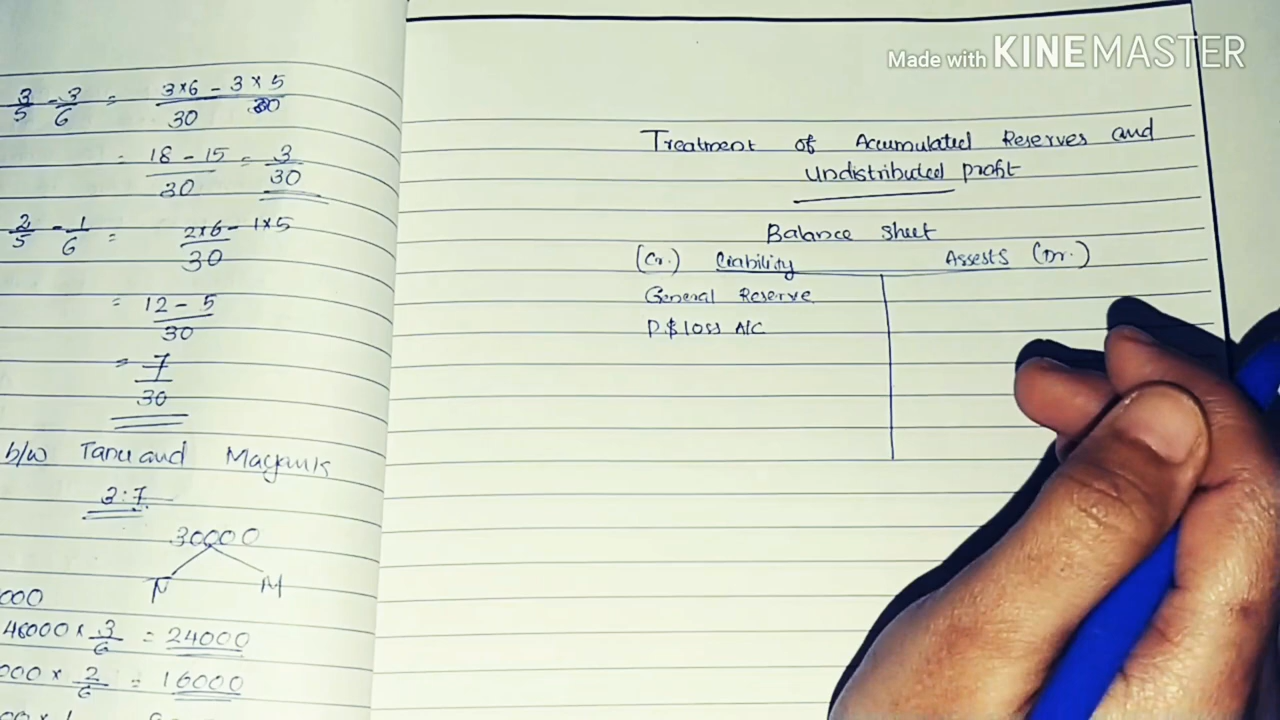 3/5 - 3/6 = 3×6 - 3×5 / 30 30
= 18 - 15 / 30 = 3/30
2/5 - 1/6 = 2×6 - 1×5 / 30
= 12 - 5 / 30
= 7/30
b/w Tanu and Mayank
3:7
30000
N M
000
46000 × 3/6 = 24000
000 × 2/6 = 16000
Made with KINEMASTER
Treatment of Accumulated Reserves and
Undistributed profit
Balance Sheet
(Cr.) Liability Assests (Dr.)
General Reserve
P.$ loss A/C